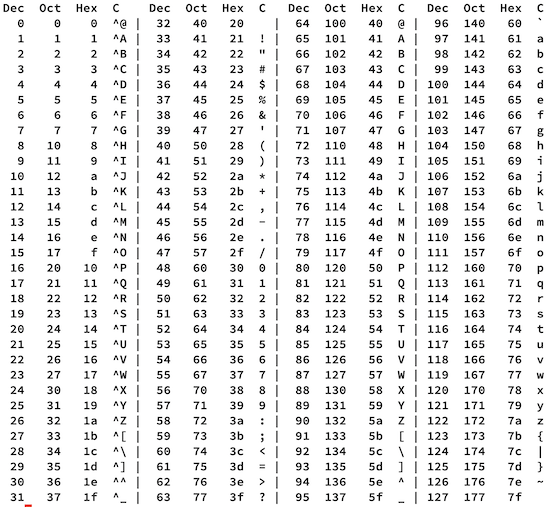 Dec Oct Hex C Dec Oct Hex C Dec Oct Hex C Dec Oct Hex C
0 0 0 ^@ | 32 40 20 | 64 100 40 @ | 96 140 60 `
1 1 1 ^A | 33 41 21 ! | 65 101 41 A | 97 141 61 a
2 2 2 ^B | 34 42 22 " | 66 102 42 B | 98 142 62 b
3 3 3 ^C | 35 43 23 # | 67 103 43 C | 99 143 63 c
4 4 4 ^D | 36 44 24 $ | 68 104 44 D | 100 144 64 d
5 5 5 ^E | 37 45 25 % | 69 105 45 E | 101 145 65 e
6 6 6 ^F | 38 46 26 & | 70 106 46 F | 102 146 66 f
7 7 7 ^G | 39 47 27 ' | 71 107 47 G | 103 147 67 g
8 10 8 ^H | 40 50 28 ( | 72 110 48 H | 104 150 68 h
9 11 9 ^I | 41 51 29 ) | 73 111 49 I | 105 151 69 i
10 12 a ^J | 42 52 2a * | 74 112 4a J | 106 152 6a j
11 13 b ^K | 43 53 2b + | 75 113 4b K | 107 153 6b k
12 14 c ^L | 44 54 2c , | 76 114 4c L | 108 154 6c l
13 15 d ^M | 45 55 2d - | 77 115 4d M | 109 155 6d m
14 16 e ^N | 46 56 2e . | 78 116 4e N | 110 156 6e n
15 17 f ^O | 47 57 2f / | 79 117 4f O | 111 157 6f o
16 20 10 ^P | 48 60 30 0 | 80 120 50 P | 112 160 70 p
17 21 11 ^Q | 49 61 31 1 | 81 121 51 Q | 113 161 71 q
18 22 12 ^R | 50 62 32 2 | 82 122 52 R | 114 162 72 r
19 23 13 ^S | 51 63 33 3 | 83 123 53 S | 115 163 73 s
20 24 14 ^T | 52 64 34 4 | 84 124 54 T | 116 164 74 t
21 25 15 ^U | 53 65 35 5 | 85 125 55 U | 117 165 75 u
22 26 16 ^V | 54 66 36 6 | 86 126 56 V | 118 166 76 v
23 27 17 ^W | 55 67 37 7 | 87 127 57 W | 119 167 77 w
24 30 18 ^X | 56 70 38 8 | 88 130 58 X | 120 170 78 x
25 31 19 ^Y | 57 71 39 9 | 89 131 59 Y | 121 171 79 y
26 32 1a ^Z | 58 72 3a : | 90 132 5a Z | 122 172 7a z
27 33 1b ^[ | 59 73 3b ; | 91 133 5b [ | 123 173 7b {
28 34 1c ^\ | 60 74 3c < | 92 134 5c \ | 124 174 7c |
29 35 1d ^] | 61 75 3d = | 93 135 5d ] | 125 175 7d }
30 36 1e ^^ | 62 76 3e > | 94 136 5e ^ | 126 176 7e ~
31 37 1f ^_ | 63 77 3f ? | 95 137 5f _ | 127 177 7f